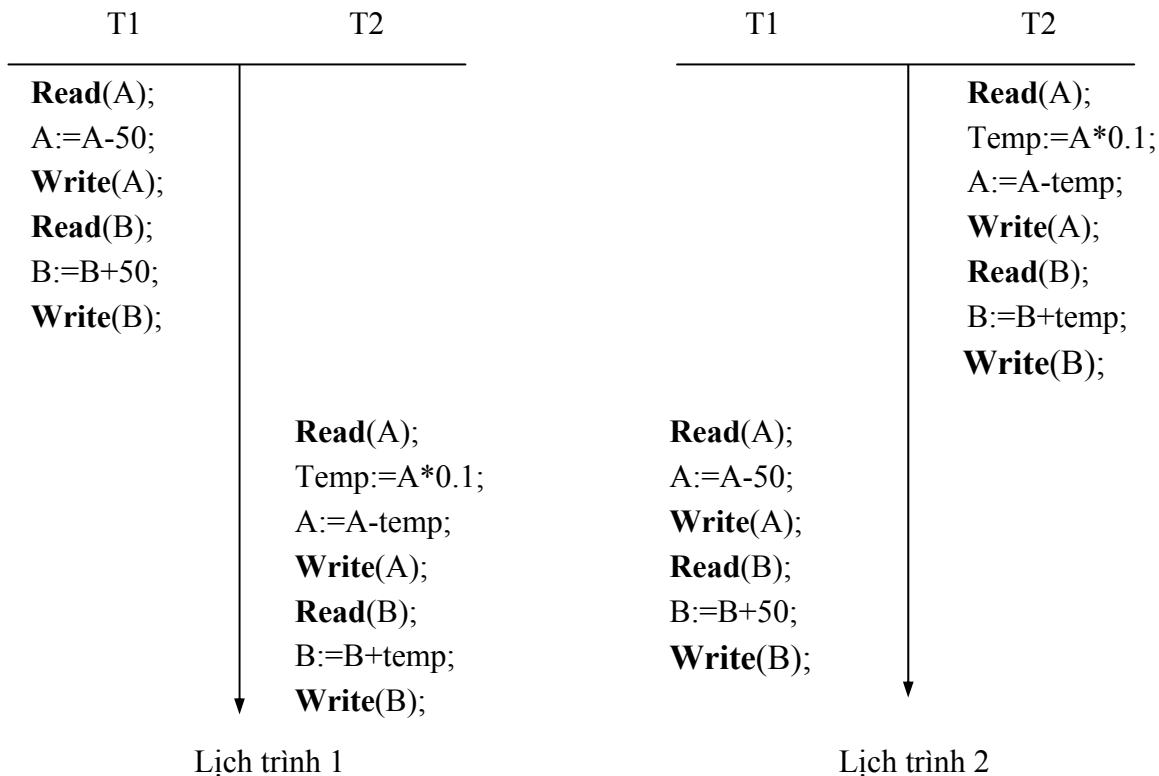 T1 T2
Read(A);
A:=A-50;
Write(A);
Read(B);
B:=B+50;
Write(B);
Read(A);
Temp:=A*0.1;
A:=A-temp;
Write(A);
Read(B);
B:=B+temp;
Write(B);
Lịch trình 1
T1 T2
Read(A);
Temp:=A*0.1;
A:=A-temp;
Write(A);
Read(B);
B:=B+temp;
Write(B);
Read(A);
A:=A-50;
Write(A);
Read(B);
B:=B+50;
Write(B);
Lịch trình 2